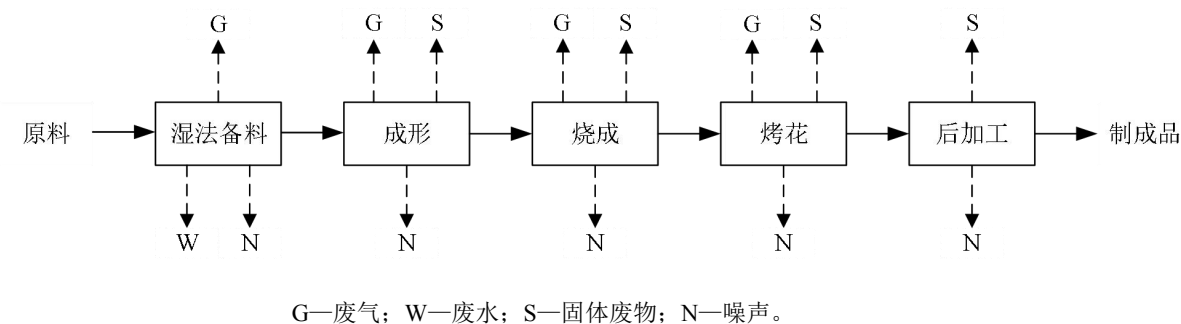 G G S G S G S S
原料 湿法备料 成形 烧成 烤花 后加工 制成品
W N N N N N
G—废气；W—废水；S—固体废物；N—噪声。